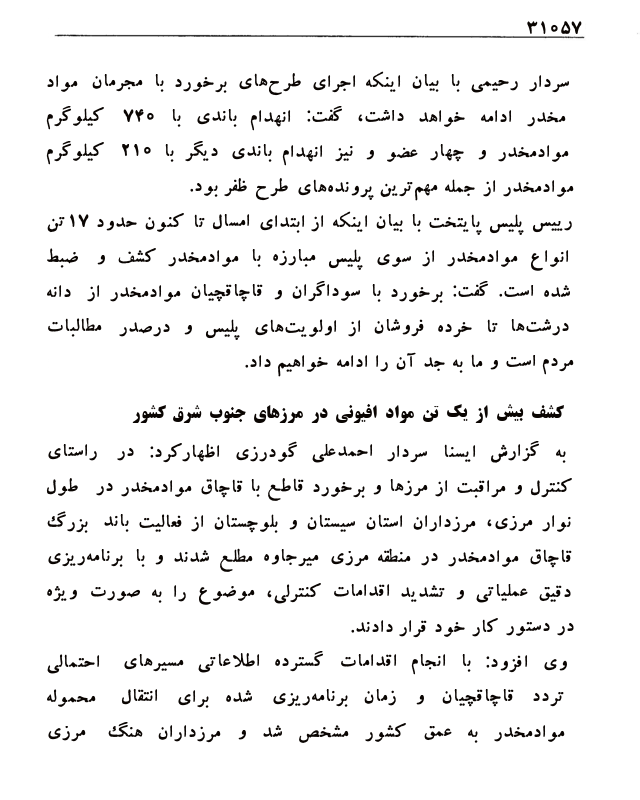 ۳۱۰۵۷
سردار رحیمی با بیان اینکه اجرای طرح‌های برخورد با مجرمان مواد
مخدر ادامه خواهد داشت، گفت: انهدام باندی با ۷۴۰ کیلوگرم
موادمخدر و چهار عضو و نیز انهدام باندی دیگر با ۲۱۰ کیلوگرم
موادمخدر از جمله مهم‌ترین پرونده‌های طرح ظفر بود.
رییس پلیس پایتخت با بیان اینکه از ابتدای امسال تا کنون حدود ۱۷ تن
انواع موادمخدر از سوی پلیس مبارزه با موادمخدر کشف و ضبط
شده است. گفت: برخورد با سوداگران و قاچاقچیان موادمخدر از دانه
درشت‌ها تا خرده فروشان از اولویت‌های پلیس و درصدر مطالبات
مردم است و ما به جد آن را ادامه خواهیم داد.
کشف بیش از یک تن مواد افیونی در مرزهای جنوب شرق کشور
به گزارش ایسنا سردار احمدعلی گودرزی اظهارکرد: در راستای
کنترل و مراقبت از مرزها و برخورد قاطع با قاچاق موادمخدر در طول
نوار مرزی، مرزداران استان سیستان و بلوچستان از فعالیت باند بزرگ
قاچاق موادمخدر در منطقه مرزی میرجاوه مطلع شدند و با برنامه‌ریزی
دقیق عملیاتی و تشدید اقدامات کنترلی، موضوع را به صورت ویژه
در دستور کار خود قرار دادند.
وی افزود: با انجام اقدامات گسترده اطلاعاتی مسیرهای احتمالی
تردد قاچاقچیان و زمان برنامه‌ریزی شده برای انتقال محموله
موادمخدر به عمق کشور مشخص شد و مرزداران هنگ مرزی